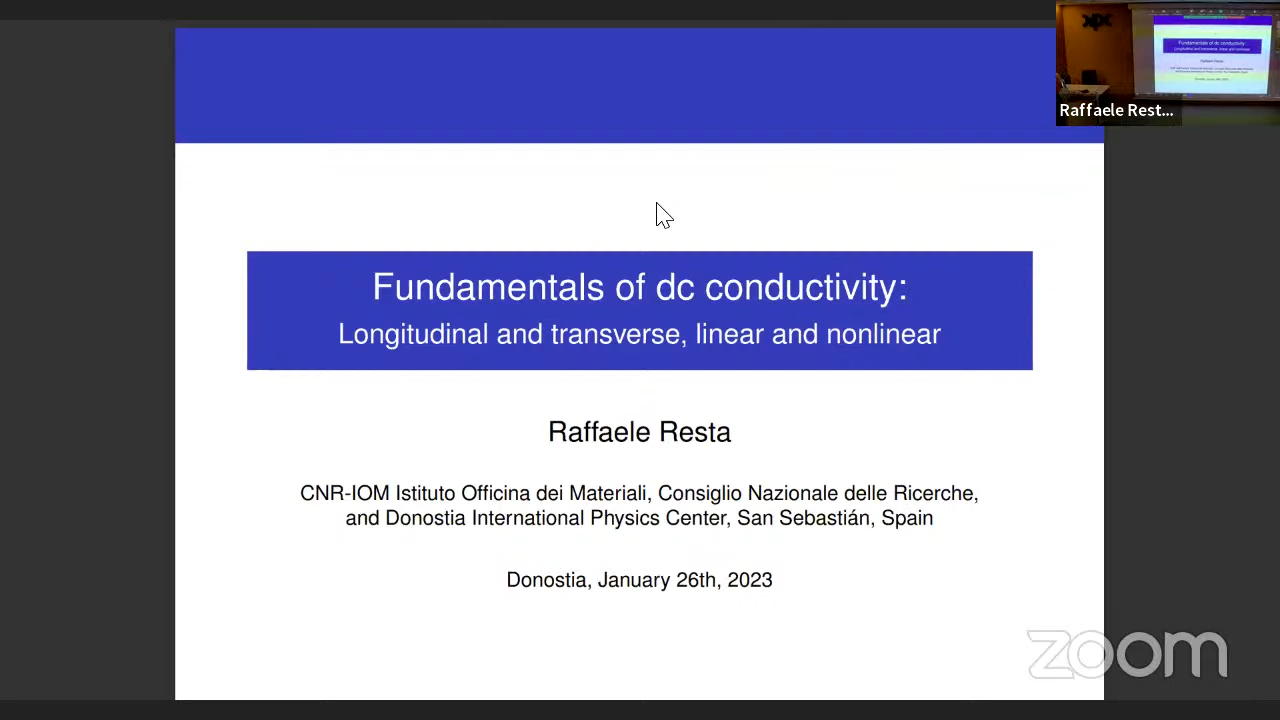 Fundamentals of dc conductivity:
Longitudinal and transverse, linear and nonlinear
Raffaele Resta
CNR-IOM Istituto Officina dei Materiali, Consiglio Nazionale delle Ricerche,
and Donostia International Physics Center, San Sebastián, Spain
Donostia, January 26th, 2023
Raffaele Rest...
zoom